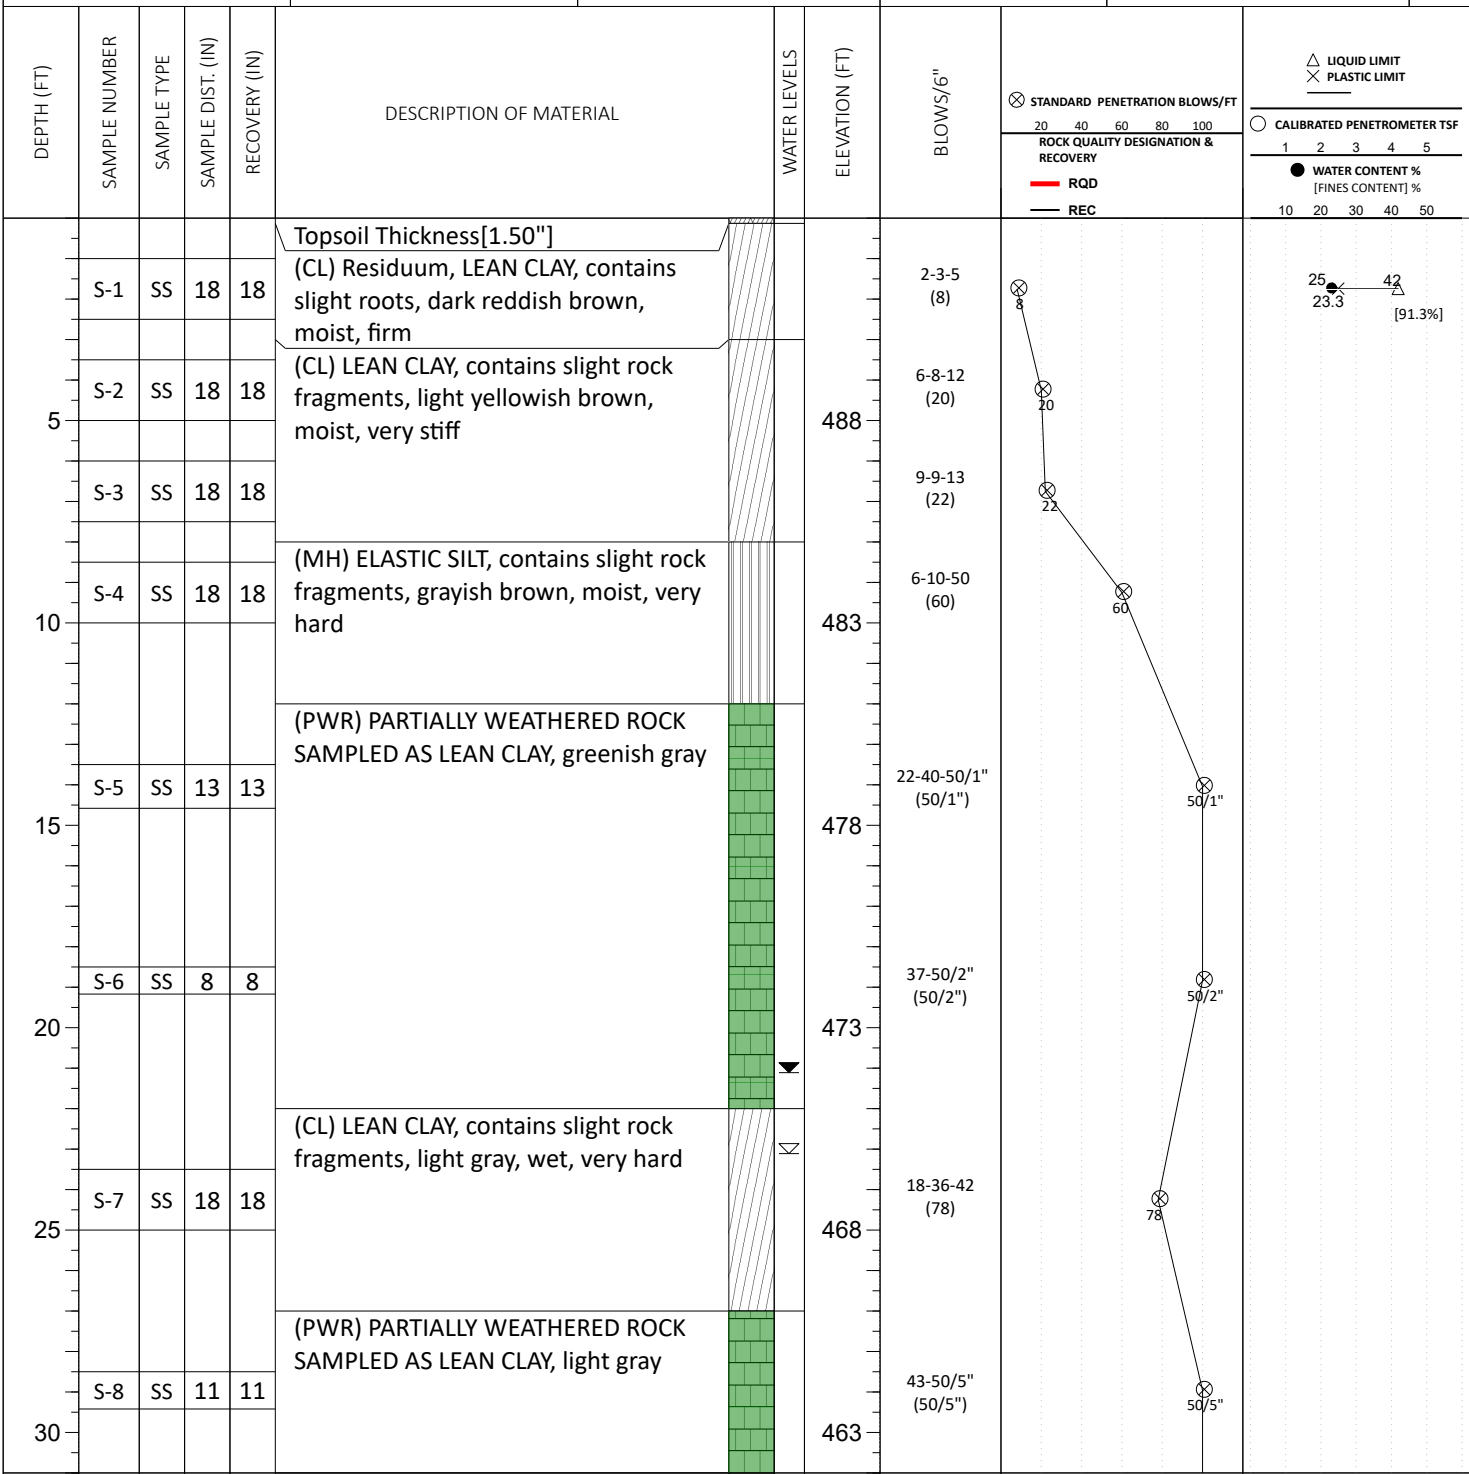 DEPTH (FT)
SAMPLE NUMBER
SAMPLE TYPE
SAMPLE DIST. (IN)
RECOVERY (IN)
DESCRIPTION OF MATERIAL
WATER LEVELS
ELEVATION (FT)
BLOWS/6"
STANDARD PENETRATION BLOWS/FT
20 40 60 80 100
ROCK QUALITY DESIGNATION &
RECOVERY
RQD
REC
LIQUID LIMIT
PLASTIC LIMIT
CALIBRATED PENETROMETER TSF
1 2 3 4 5
WATER CONTENT %
[FINES CONTENT] %
10 20 30 40 50
Topsoil Thickness[1.50"]
(CL) Residuum, LEAN CLAY, contains
slight roots, dark reddish brown,
moist, firm
S-1 SS 18 18
2-3-5
(8)
8
25 42
23.3
[91.3%]
(CL) LEAN CLAY, contains slight rock
fragments, light yellowish brown,
moist, very stiff
S-2 SS 18 18
6-8-12
(20)
20
5
488
S-3 SS 18 18
9-9-13
(22)
22
(MH) ELASTIC SILT, contains slight rock
fragments, grayish brown, moist, very
hard
S-4 SS 18 18
6-10-50
(60)
60
10
483
(PWR) PARTIALLY WEATHERED ROCK
SAMPLED AS LEAN CLAY, greenish gray
S-5 SS 13 13
22-40-50/1"
(50/1")
50/1"
15
478
S-6 SS 8 8
37-50/2"
(50/2")
50/2"
20
473
(CL) LEAN CLAY, contains slight rock
fragments, light gray, wet, very hard
S-7 SS 18 18
18-36-42
(78)
78
25
468
(PWR) PARTIALLY WEATHERED ROCK
SAMPLED AS LEAN CLAY, light gray
S-8 SS 11 11
43-50/5"
(50/5")
50/5"
30
463